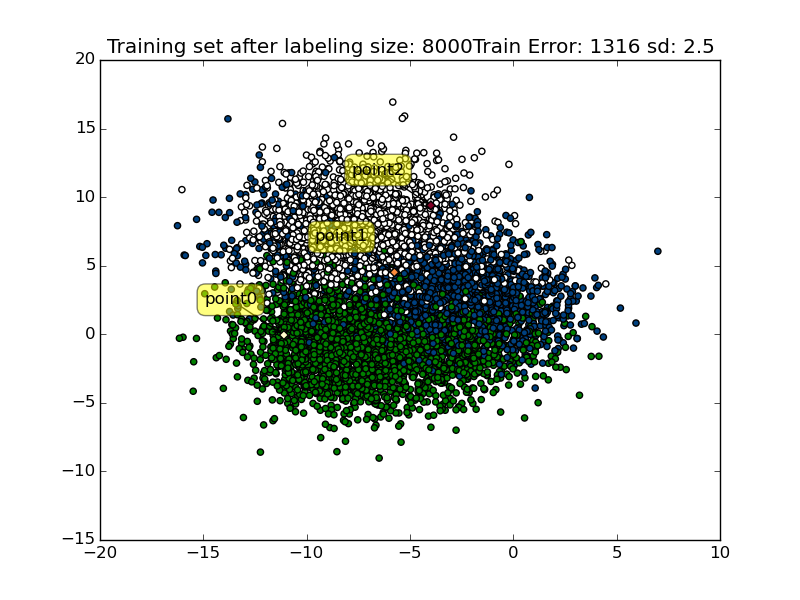 Training set after labeling size: 8000Train Error: 1316 sd: 2.5
20
15
10
5
0
−5
−10
−15
point2
point1
point0
−20 −15 −10 −5 0 5 10